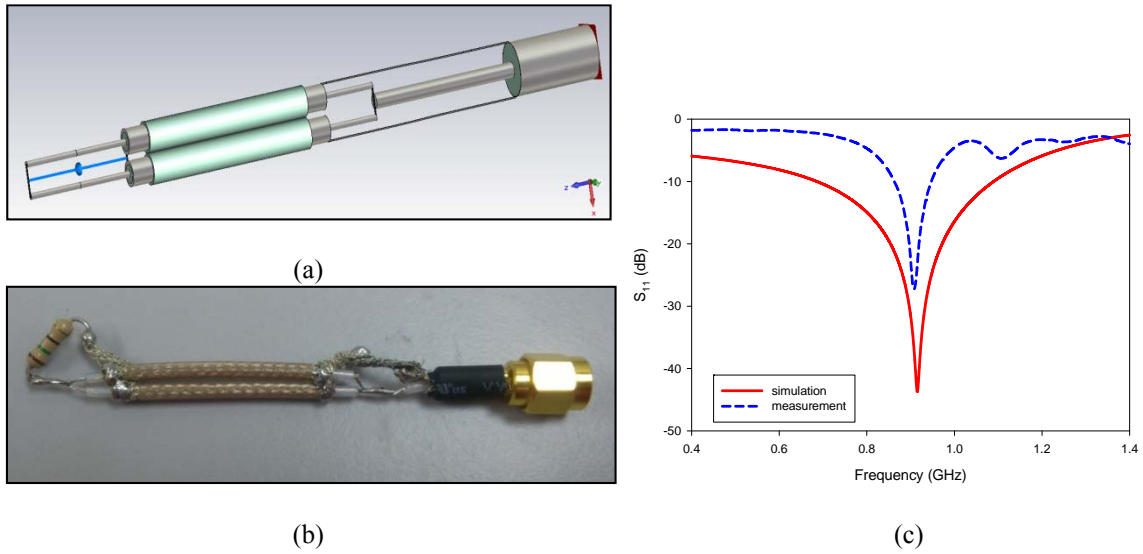 z
x
(a)
(b)
0
-10
-20
-30
-40
-50
S11 (dB)
simulation
measurement
0.4 0.6 0.8 1.0 1.2 1.4
Frequency (GHz)
(c)